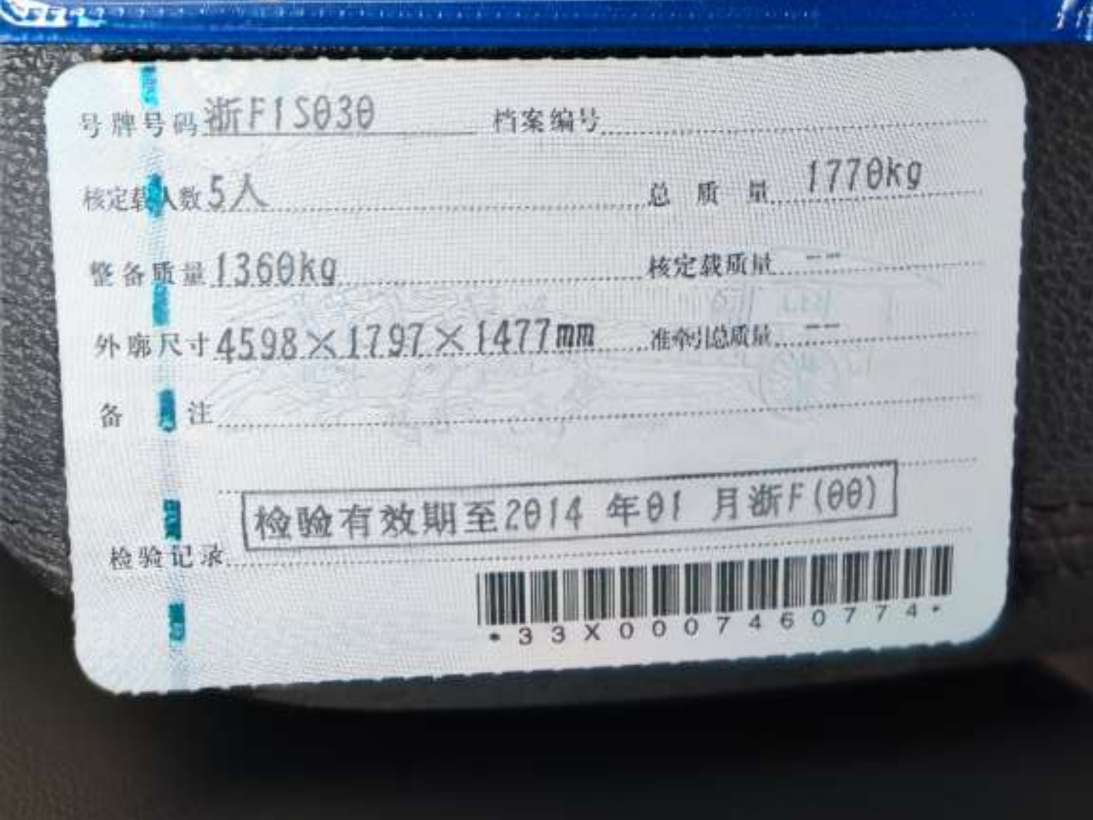 号牌号码 浙F1S030 档案编号
核定载人数 5人 总质量 1770kg
整备质量 1360kg 核定载质量 --
外廓尺寸 4598×1797×1477mm 准牵引总质量 --
备注
检验有效期至2014 年01 月浙F(00)
检验记录
*33X0007460774*